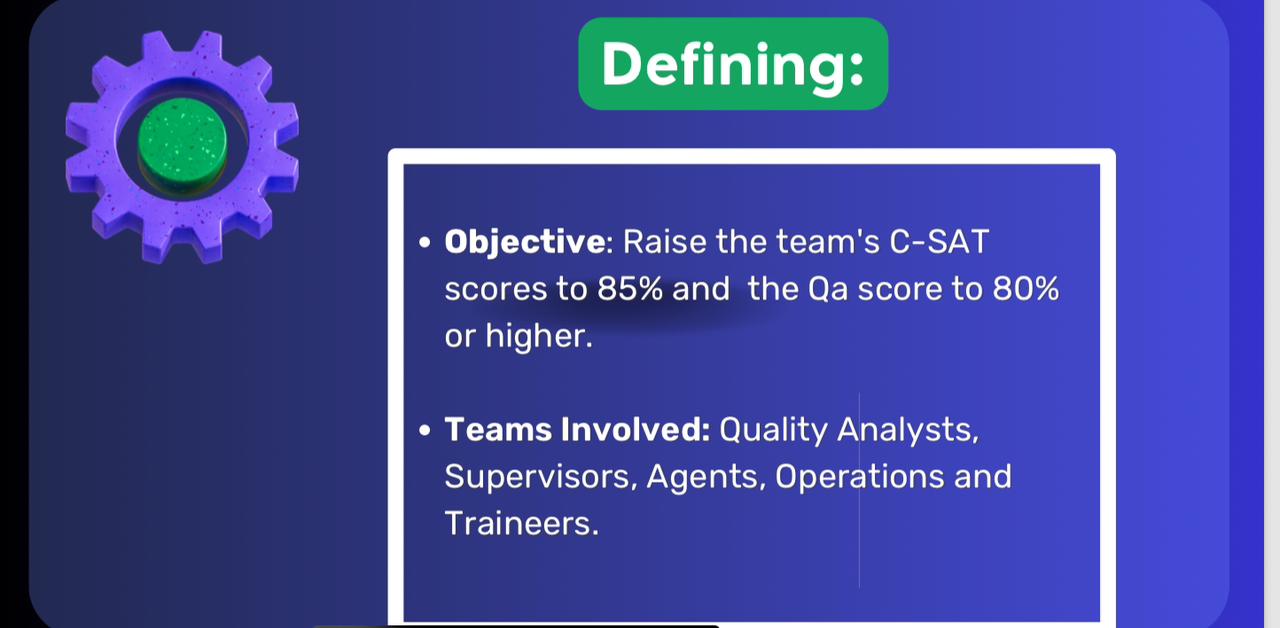 Defining:
• Objective: Raise the team's C-SAT
scores to 85% and  the Qa score to 80%
or higher.
• Teams Involved: Quality Analysts,
Supervisors, Agents, Operations and
Traineers.